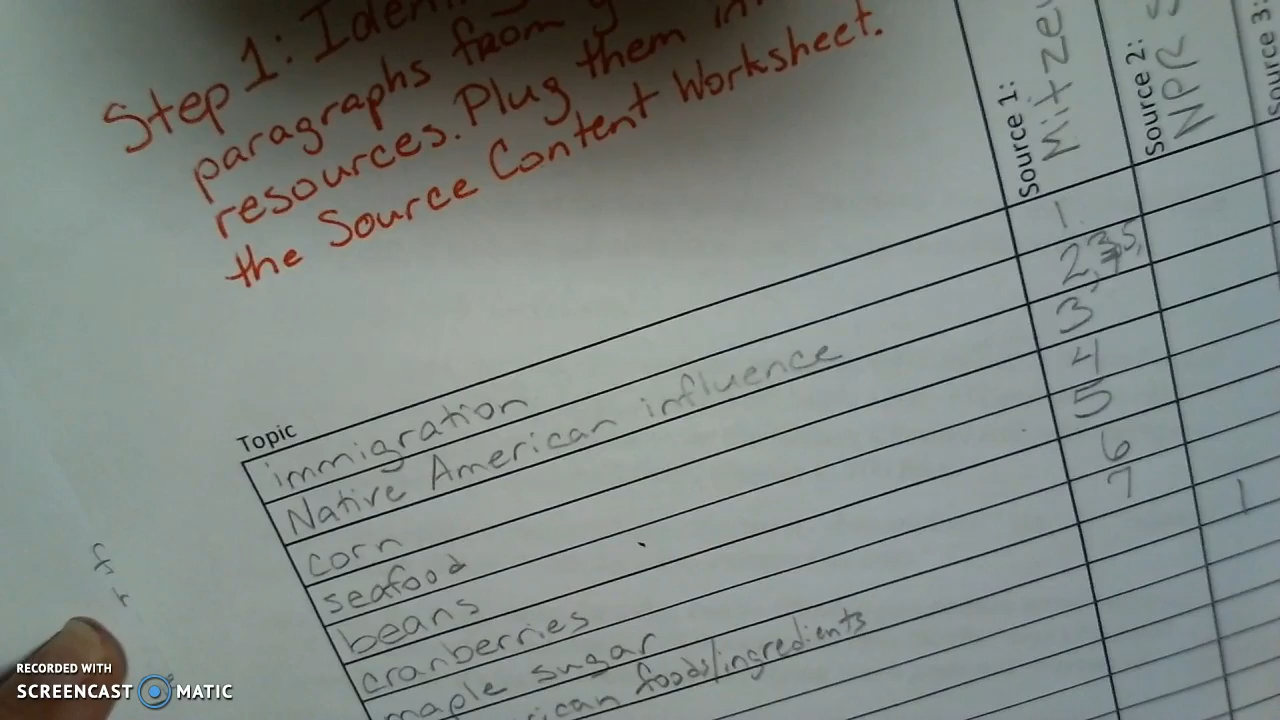 Step 1:
paragraphs from
resources. Plug them
the Source Content Worksheet.
Source 1:
Source 2:
NPR
Source 3:
Topic
immigration 1
Native American influence 2, 3, 5,
corn 3
seafood 4
beans 5
cranberries 6
maple sugar 7
foods/ingredients 1
RECORDED WITH
SCREENCAST MATIC